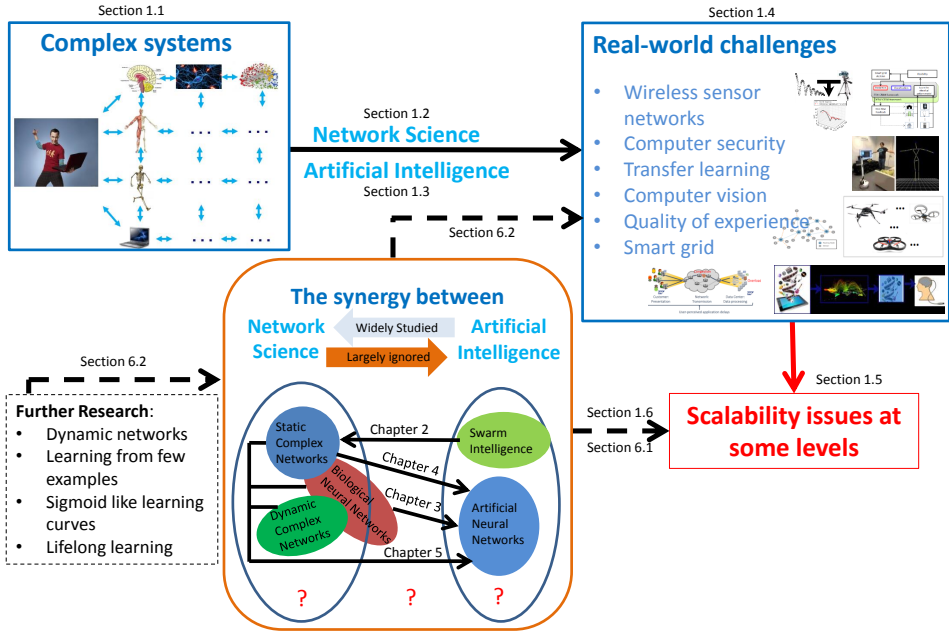 Section 1.1
Complex systems
Section 1.2
Network Science
Artificial Intelligence
Section 1.3
Section 1.4
Real-world challenges
• Wireless sensor
networks
• Computer security
• Transfer learning
• Computer vision
• Quality of experience
• Smart grid
Section 6.2
Section 1.5
Scalability issues at
some levels
Section 1.6
Section 6.1
Section 6.2
Further Research:
• Dynamic networks
• Learning from few
examples
• Sigmoid like learning
curves
• Lifelong learning
The synergy between
Network
Science
Widely Studied
Largely ignored
Artificial
Intelligence
Static
Complex
Networks
Chapter 2
Swarm
Intelligence
Chapter 4
Biological
Neural Networks
Chapter 3
Dynamic
Complex
Networks
Artificial
Neural
Networks
Chapter 5
? ? ?